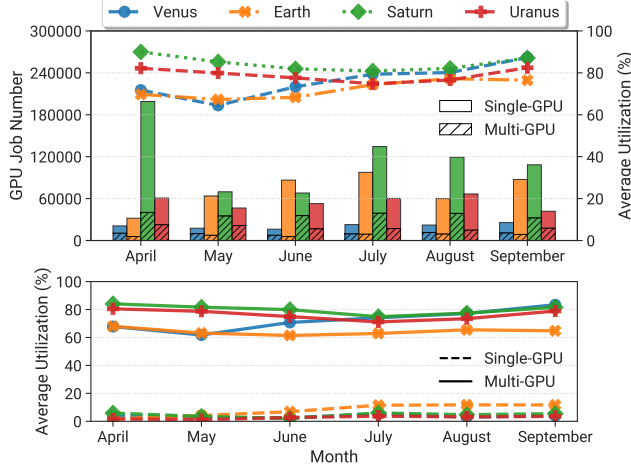 Venus Earth Saturn Uranus
300000
240000
180000
120000
60000
0
GPU Job Number
100
80
60
40
20
0
Average Utilization (%)
Single-GPU
Multi-GPU
April May June July August September
100
80
60
40
20
0
Average Utilization (%)
Single-GPU
Multi-GPU
April May June July August September
Month